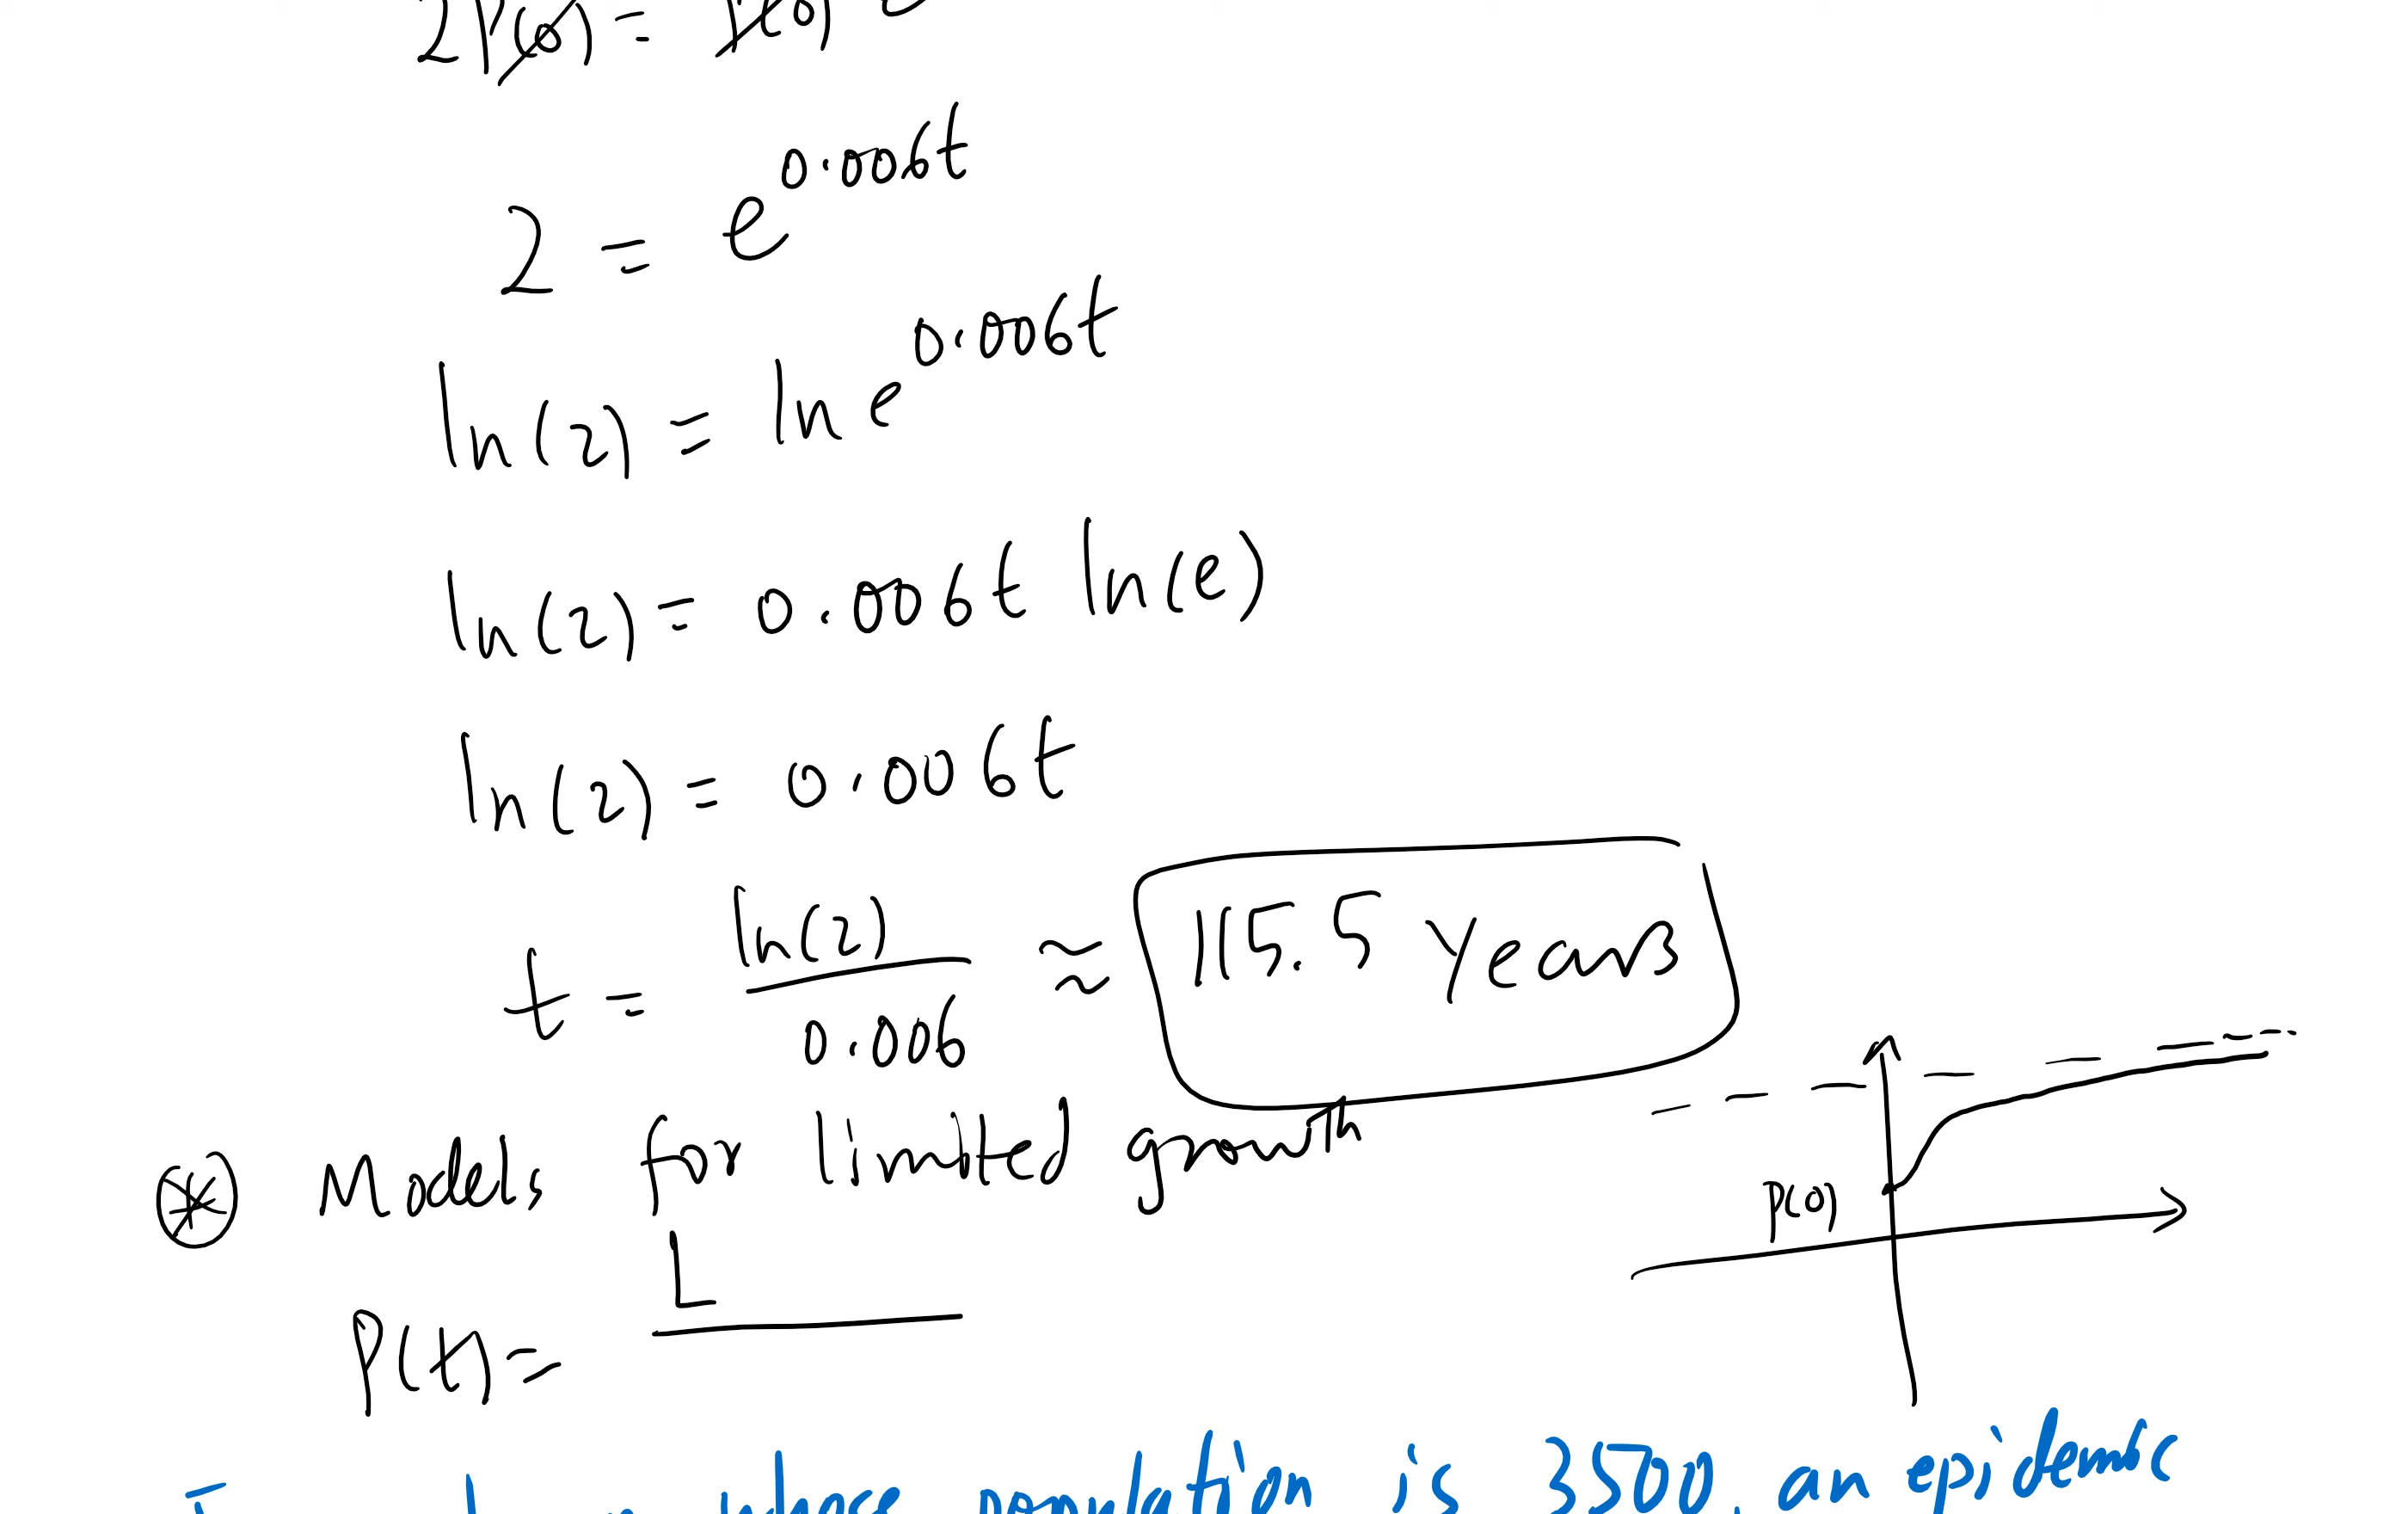 2P(0) = P(0)
2 = e^0.006t
ln(2) = ln e^0.006t
ln(2) = 0.006t ln(e)
ln(2) = 0.006t
t = ln(2) / 0.006 ≈ 115.5 years
⊛ Models for limited growth
P(0)
P(t) = L
whose population is 3500, an epidemic